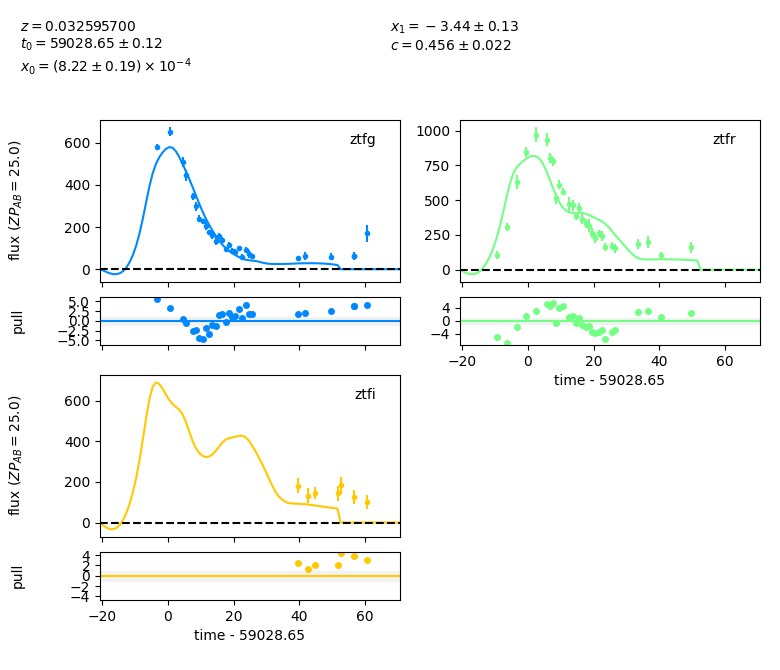 z = 0.032595700
t₀ = 59028.65 ± 0.12
x₀ = (8.22 ± 0.19) × 10⁻⁴
x₁ = −3.44 ± 0.13
c = 0.456 ± 0.022
flux (ZP_AB = 25.0)
600
400
200
0
ztfg
1000
750
500
250
0
ztfr
pull
5.0
2.5
0.0
−2.5
−5.0
4
0
−4
−20 0 20 40 60
time - 59028.65
flux (ZP_AB = 25.0)
600
400
200
0
ztfi
pull
4
2
0
−2
−4
−20 0 20 40 60
time - 59028.65